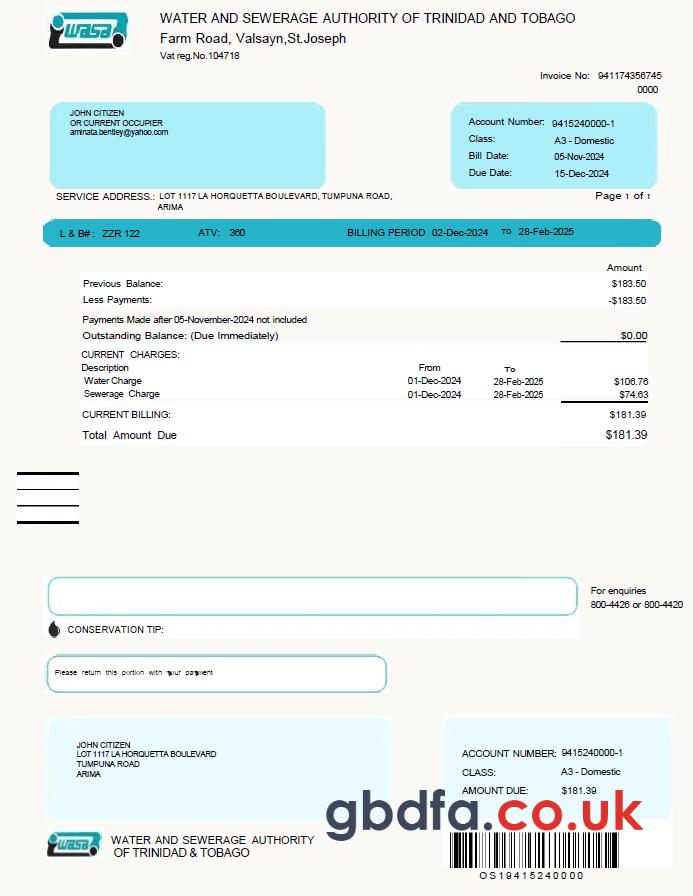 wasa
WATER AND SEWERAGE AUTHORITY OF TRINIDAD AND TOBAGO
Farm Road, Valsayn,St.Joseph
Vat reg.No.104718
Invoice No: 941174356745
0000
JOHN CITIZEN
OR CURRENT OCCUPIER
aminata.bentley@yahoo.com
Account Number: 9415240000-1
Class: A3 - Domestic
Bill Date: 05-Nov-2024
Due Date: 15-Dec-2024
SERVICE ADDRESS.: LOT 1117 LA HORQUETTA BOULEVARD, TUMPUNA ROAD,
ARIMA
Page 1 of 1
L & B# : ZZR 122 ATV: 360 BILLING PERIOD 02-Dec-2024 TO 28-Feb-2025
Amount
Previous Balance: $183.50
Less Payments: -$183.50
Payments Made after 05-November-2024 not included
Outstanding Balance: (Due Immediately) $0.00
CURRENT CHARGES:
Description From To
Water Charge 01-Dec-2024 28-Feb-2025 $106.76
Sewerage Charge 01-Dec-2024 28-Feb-2025 $74.63
CURRENT BILLING: $181.39
Total Amount Due $181.39
For enquiries
800-4426 or 800-4420
CONSERVATION TIP:
Please return this portion with your payment
JOHN CITIZEN
LOT 1117 LA HORQUETTA BOULEVARD
TUMPUNA ROAD
ARIMA
ACCOUNT NUMBER: 9415240000-1
CLASS: A3 - Domestic
AMOUNT DUE: $181.39
gbdfa.co.uk
wasa
WATER AND SEWERAGE AUTHORITY
OF TRINIDAD & TOBAGO
OS19415240000